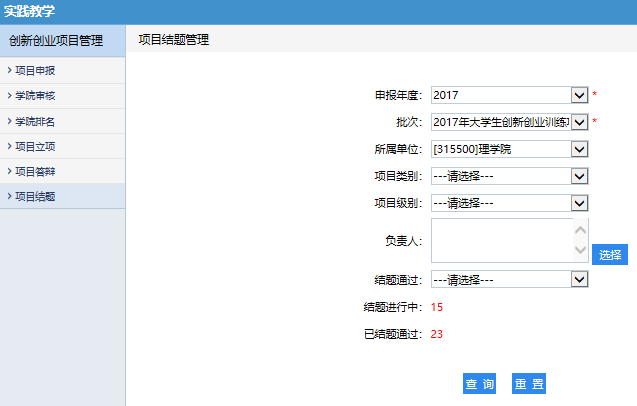 实践教学
创新创业项目管理
项目申报
学院审核
学院排名
项目立项
项目答辩
项目结题
项目结题管理
申报年度： 2017 *
批次： 2017年大学生创新创业训练 *
所属单位： [315500]理学院
项目类别： ---请选择---
项目级别： ---请选择---
负责人： 选择
结题通过： ---请选择---
结题进行中： 15
已结题通过： 23
查 询 重 置